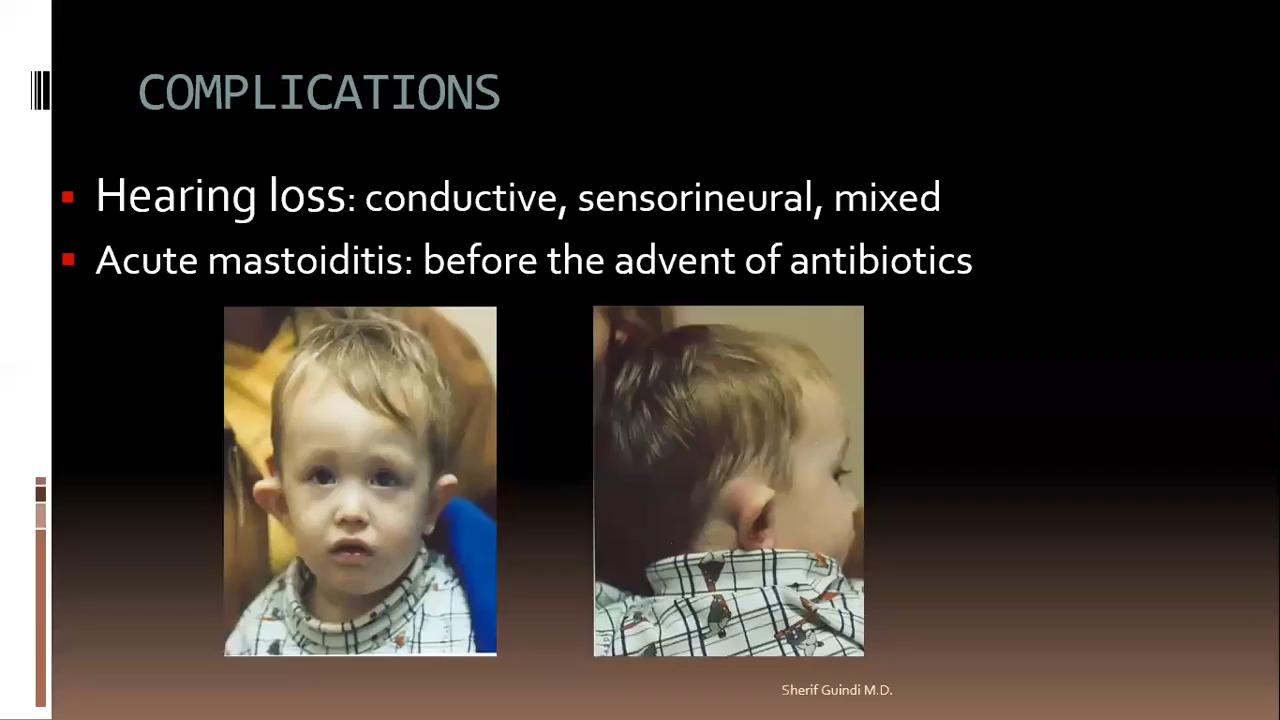 COMPLICATIONS
Hearing loss: conductive, sensorineural, mixed
Acute mastoiditis: before the advent of antibiotics
Sherif Guindi M.D.